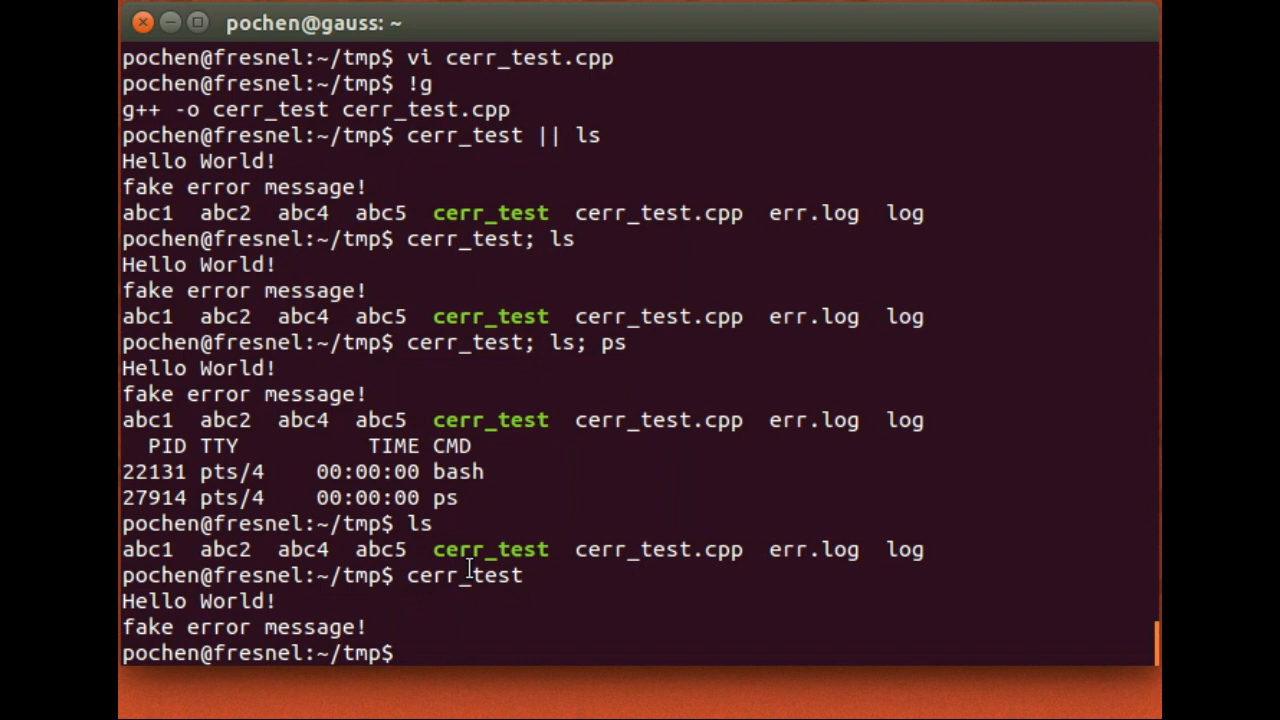 pochen@gauss: ~
pochen@fresnel:~/tmp$ vi cerr_test.cpp
pochen@fresnel:~/tmp$ !g
g++ -o cerr_test cerr_test.cpp
pochen@fresnel:~/tmp$ cerr_test || ls
Hello World!
fake error message!
abc1  abc2  abc4  abc5  cerr_test  cerr_test.cpp  err.log  log
pochen@fresnel:~/tmp$ cerr_test; ls
Hello World!
fake error message!
abc1  abc2  abc4  abc5  cerr_test  cerr_test.cpp  err.log  log
pochen@fresnel:~/tmp$ cerr_test; ls; ps
Hello World!
fake error message!
abc1  abc2  abc4  abc5  cerr_test  cerr_test.cpp  err.log  log
  PID TTY          TIME CMD
22131 pts/4    00:00:00 bash
27914 pts/4    00:00:00 ps
pochen@fresnel:~/tmp$ ls
abc1  abc2  abc4  abc5  cerr_test  cerr_test.cpp  err.log  log
pochen@fresnel:~/tmp$ cerr_test
Hello World!
fake error message!
pochen@fresnel:~/tmp$